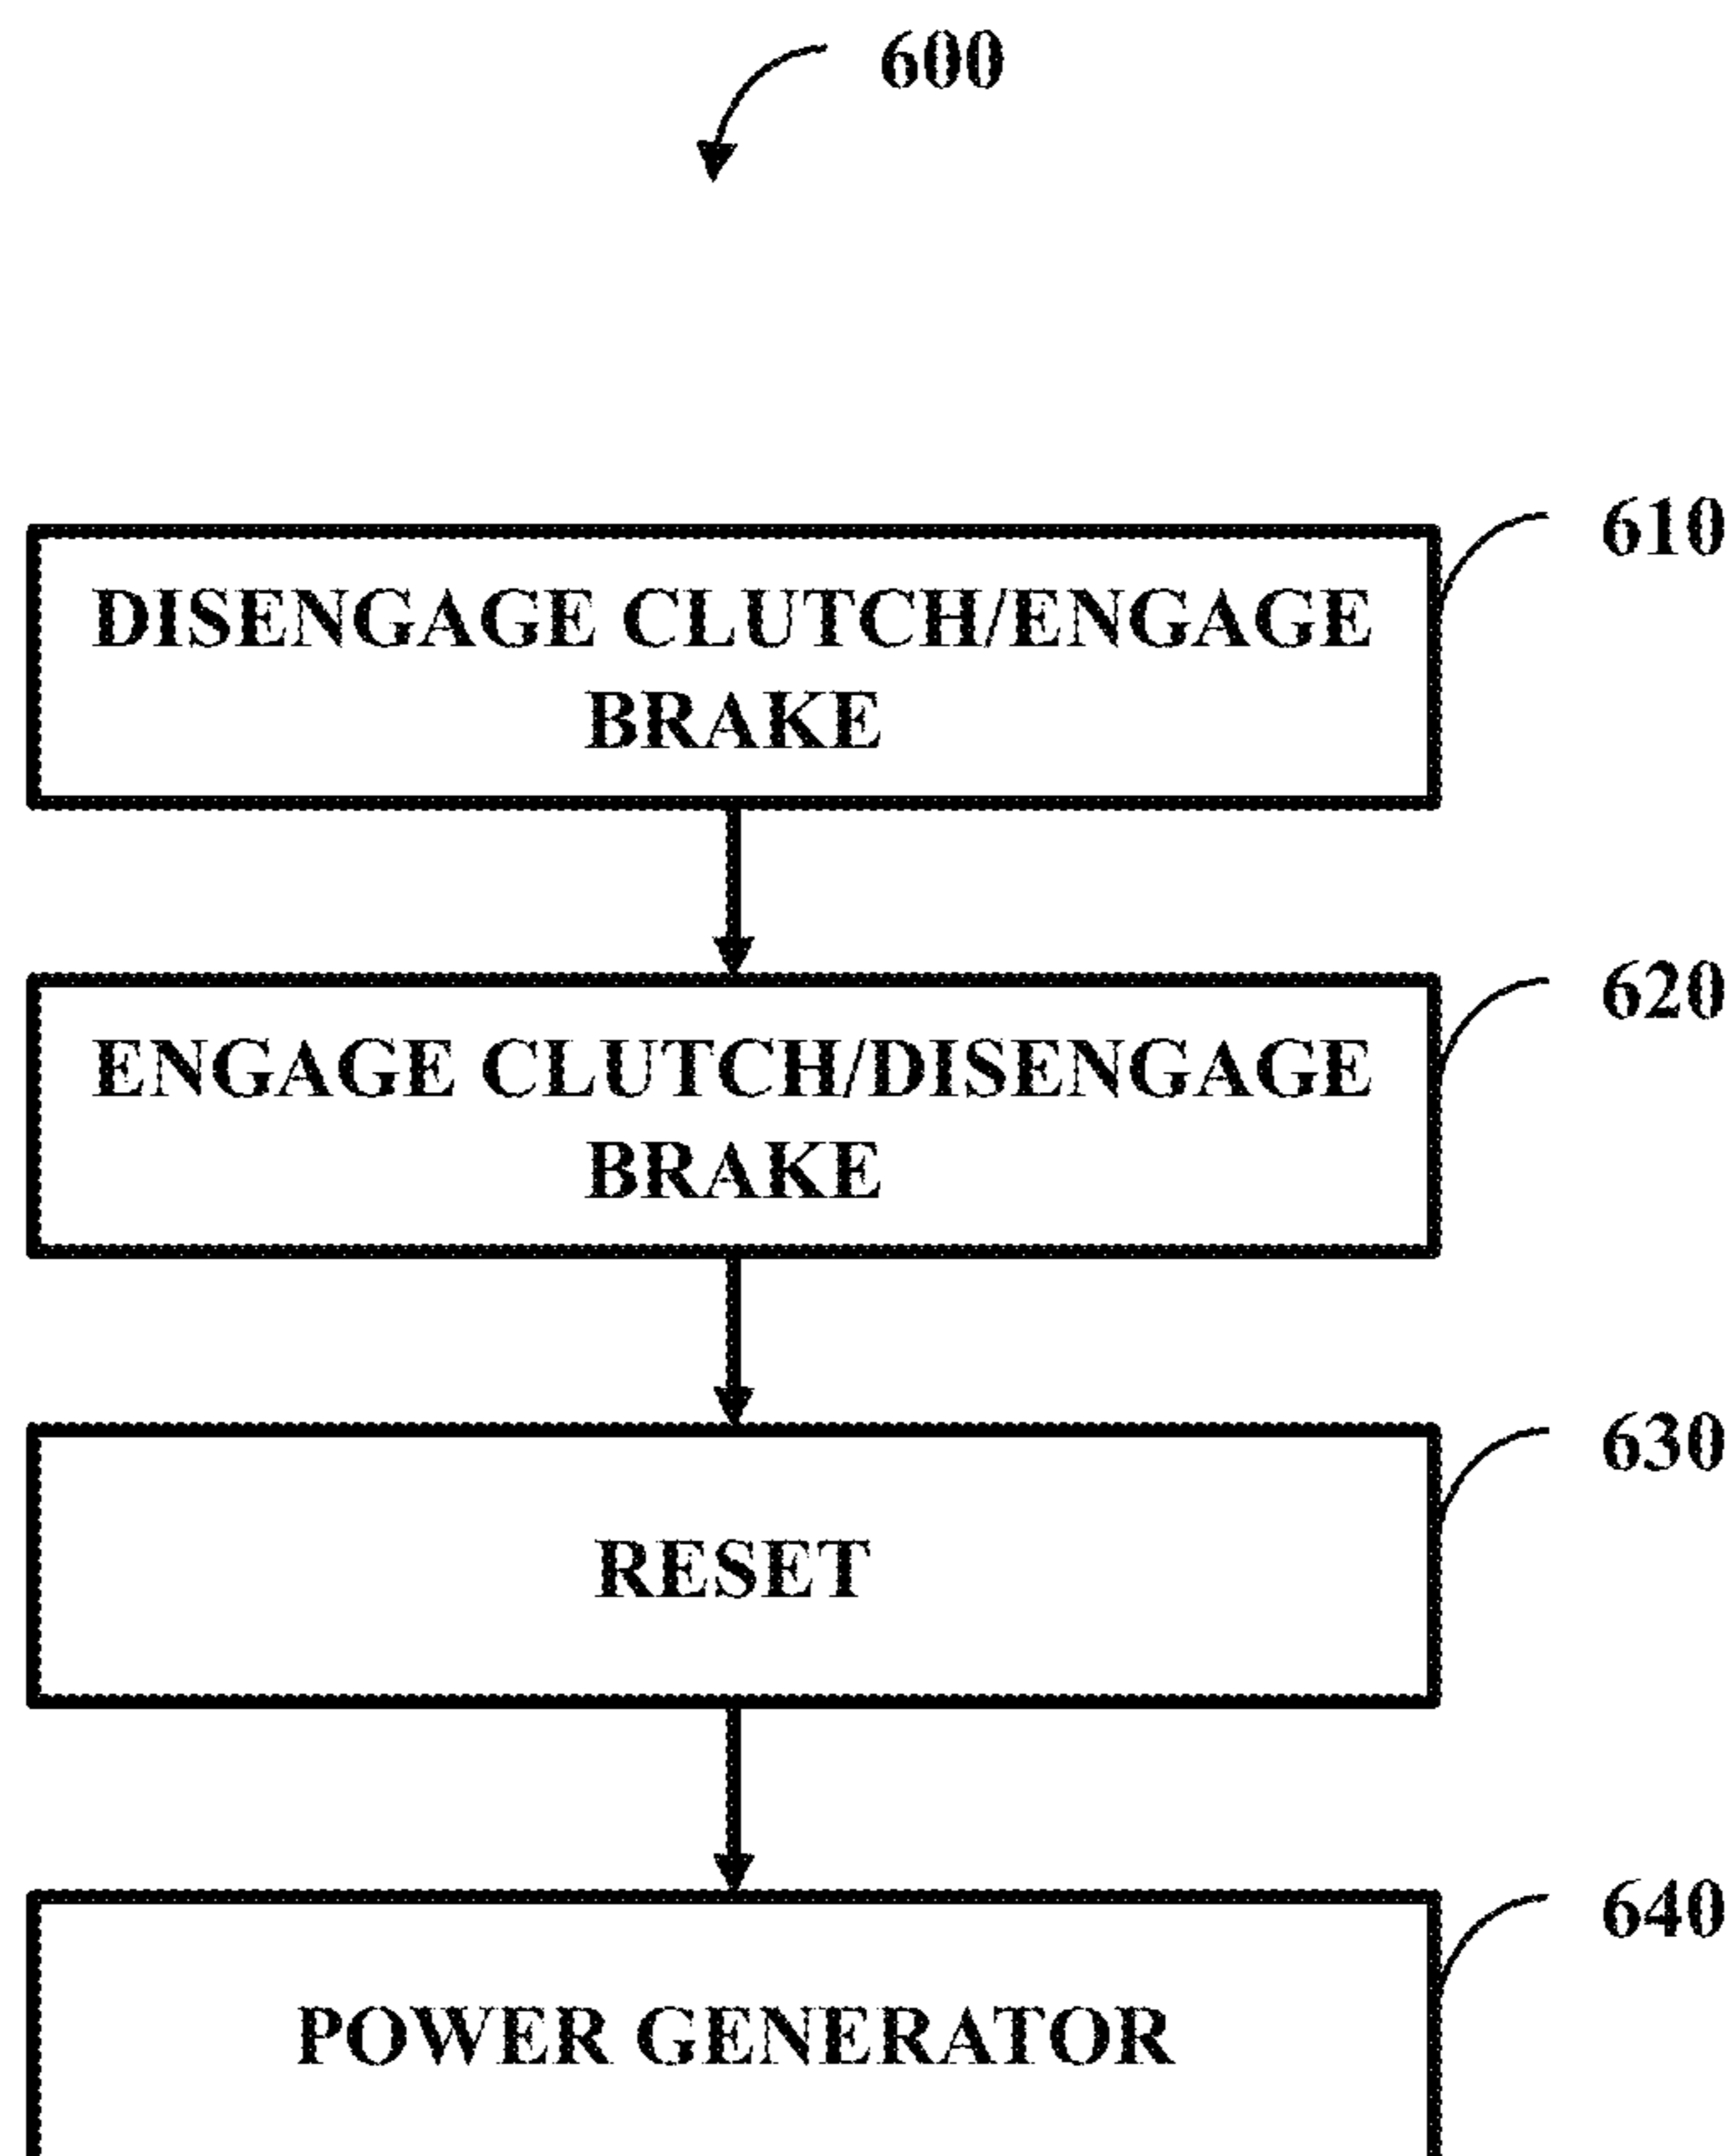 600
610
DISENGAGE CLUTCH/ENGAGE
BRAKE
620
ENGAGE CLUTCH/DISENGAGE
BRAKE
630
RESET
640
POWER GENERATOR